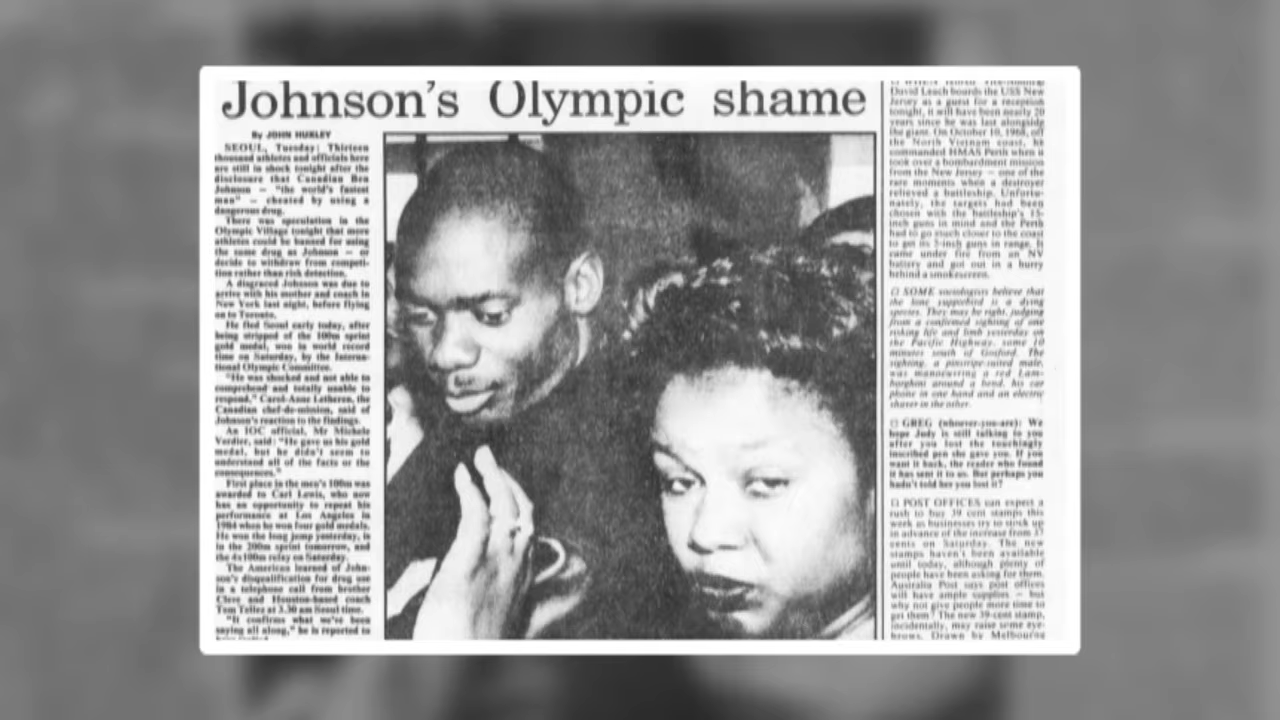 Johnson's Olympic shame
By JOHN HUXLEY
SEOUL, Tuesday: Thirteen
thousand athletes and officials here
are still in shock tonight after the
disclosure that Canadian Ben
Johnson — "the world's fastest
man" — cheated by using a
dangerous drug.
There was speculation in the
Olympic Village tonight that more
athletes could be banned for using
the same drug as Johnson — or
decide to withdraw from competi-
tion rather than risk detection.
A disgraced Johnson was due to
arrive with his mother and coach in
New York last night, before flying
on to Toronto.
He fled Seoul early today, after
being stripped of the 100m sprint
gold medal, won in world record
time on Saturday, by the Interna-
tional Olympic Committee.
"He was shocked and not able to
comprehend and totally unable to
respond," Carol-Anne Letheren, the
Canadian chef-de-mission, said of
Johnson's reaction to the findings.
An IOC official, Mr Michele
Verdier, said: "He gave us his gold
medal, but he didn't seem to
understand all of the facts or the
consequences."
First place in the men's 100m was
awarded to Carl Lewis, who now
has an opportunity to repeat his
performance at Los Angeles in
1984 when he won four gold medals.
He won the long jump yesterday, is
in the 200m sprint tomorrow, and
the 4x100m relay on Saturday.
The American learned of John-
son's disqualification for drug use
in a telephone call from brother
Cleve and Houston-based coach
Tom Tellez at 3.30 am Seoul time.
"It confirms what we've been
saying all along," he is reported to
David Leach boards the USS New
Jersey as a guest for a reception
tonight, it will have been nearly 20
years since he was last alongside
the giant. On October 10, 1968, off
the North Vietnam coast, he
commanded HMAS Perth when it
took over a bombardment mission
from the New Jersey — one of the
rare moments when a destroyer
relieved a battleship. Unfortu-
nately, the targets had been
chosen with the battleship's 15-
inch guns in mind and the Perth
had to go much closer to the coast
to get its 5-inch guns in range. It
came under fire from an NV
battery and got out in a hurry
behind a smokescreen.
□ SOME sociologists believe that
the lone yuppebird is a dying
species. They may be right, judging
from a confirmed sighting of one
risking life and limb yesterday on
the Pacific Highway, some 10
minutes south of Gosford. The
sighting, a pinstripe-suited male,
was manoeuvring a red Lam-
borghini around a bend, his car
phone in one hand and an electric
shaver in the other.
□ GREG (whoever-you-are): We
hope Judy is still talking to you
after you lost the touchingly
inscribed pen she gave you. If you
want it back, the reader who found
it has sent it to us. But perhaps you
hadn't told her you lost it?
□ POST OFFICES can expect a
rush to buy 39 cent stamps this
week as businesses try to stock up
in advance of the increase from 37
cents on Saturday. The new
stamps haven't been available
until today, although plenty of
people have been asking for them.
Australia Post says post offices
will have ample supplies — but
why not give people more time to
get them? The new 39-cent stamp,
incidentally, may raise some eye-
brows. Drawn by Melbourne